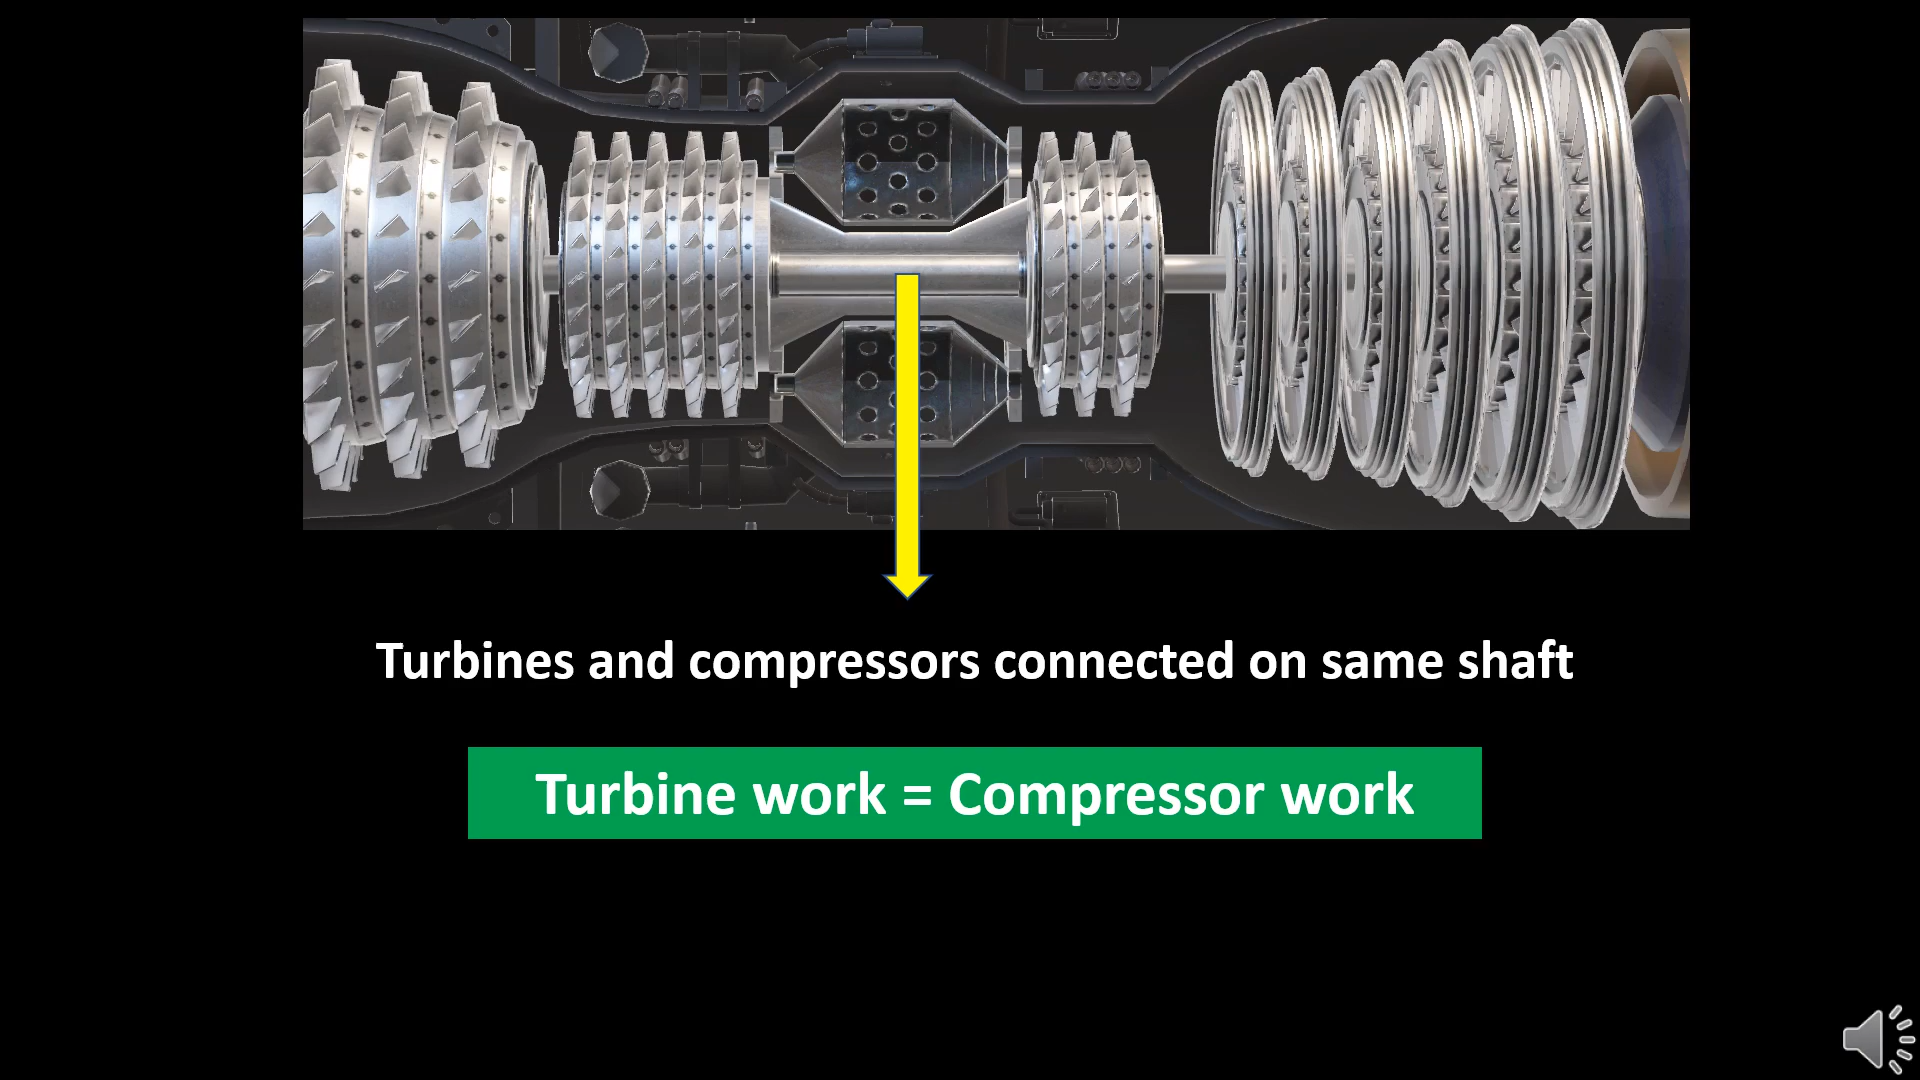 Turbines and compressors connected on same shaft
Turbine work = Compressor work